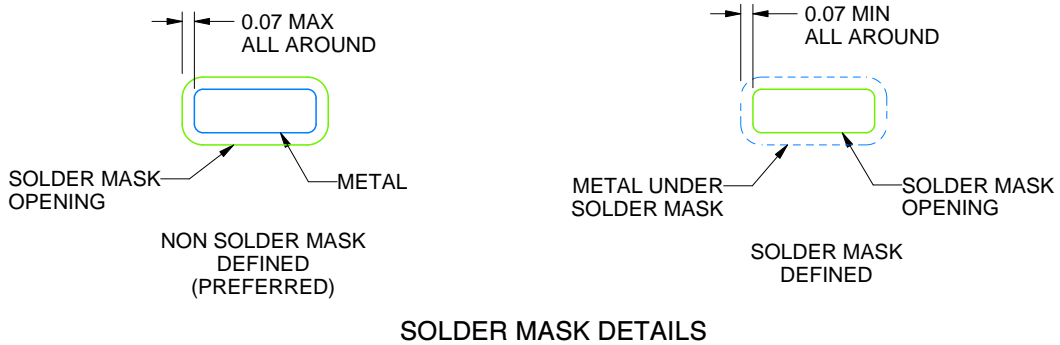 0.07 MAX
ALL AROUND
SOLDER MASK
OPENING
METAL
NON SOLDER MASK
DEFINED
(PREFERRED)
0.07 MIN
ALL AROUND
METAL UNDER
SOLDER MASK
SOLDER MASK
OPENING
SOLDER MASK
DEFINED
SOLDER MASK DETAILS